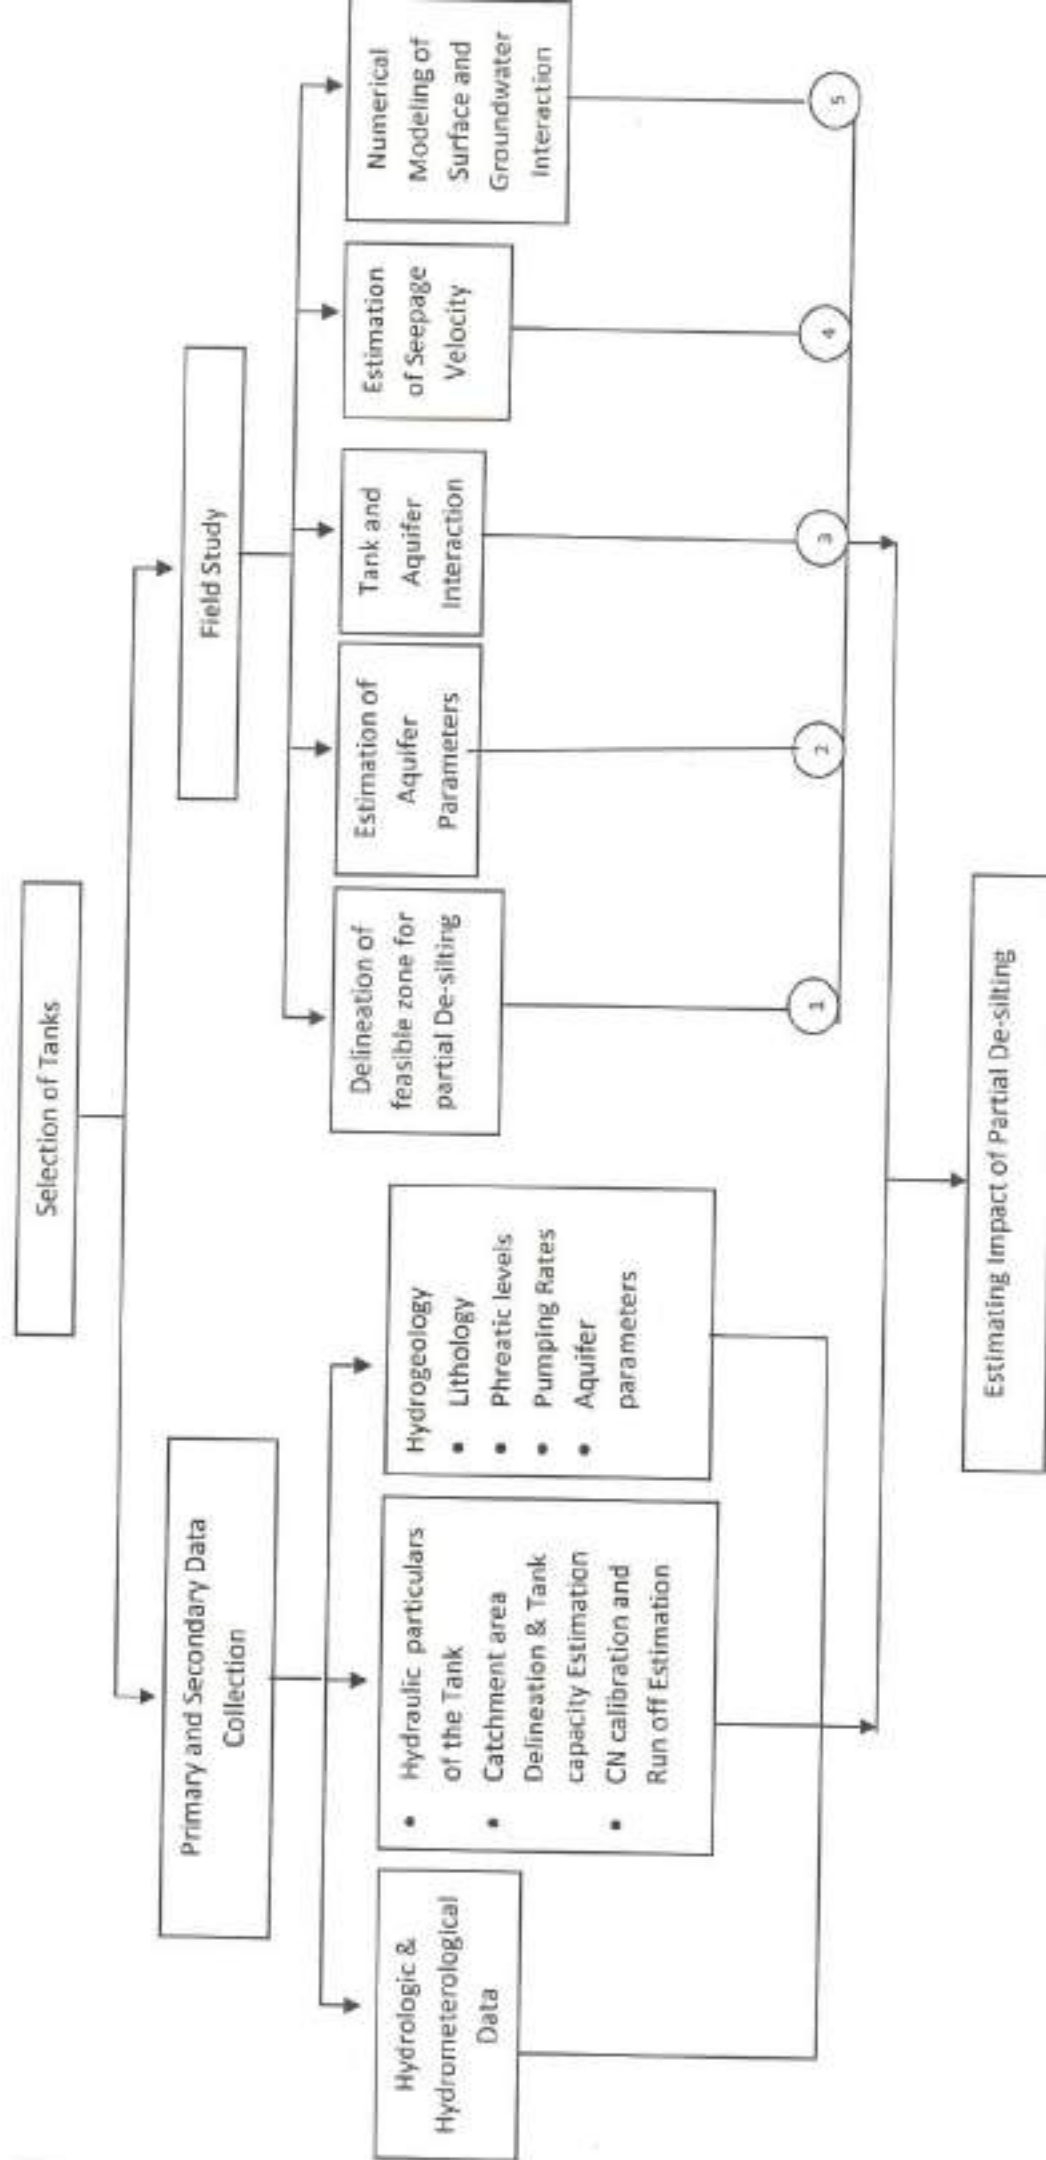 Selection of Tanks
Primary and Secondary Data
Collection
Field Study
Hydrologic &
Hydrometerological
Data
• Hydraulic particulars
of the Tank
• Catchment area
Delineation & Tank
capacity Estimation
• CN calibration and
Run off Estimation
Hydrogeology
• Lithology
• Phreatic levels
• Pumping Rates
• Aquifer
parameters
Delineation of
feasible zone for
partial De-silting
Estimation of
Aquifer
Parameters
Tank and
Aquifer
Interaction
Estimation
of Seepage
Velocity
Numerical
Modeling of
Surface and
Groundwater
Interaction
1
2
3
4
5
Estimating Impact of Partial De-silting